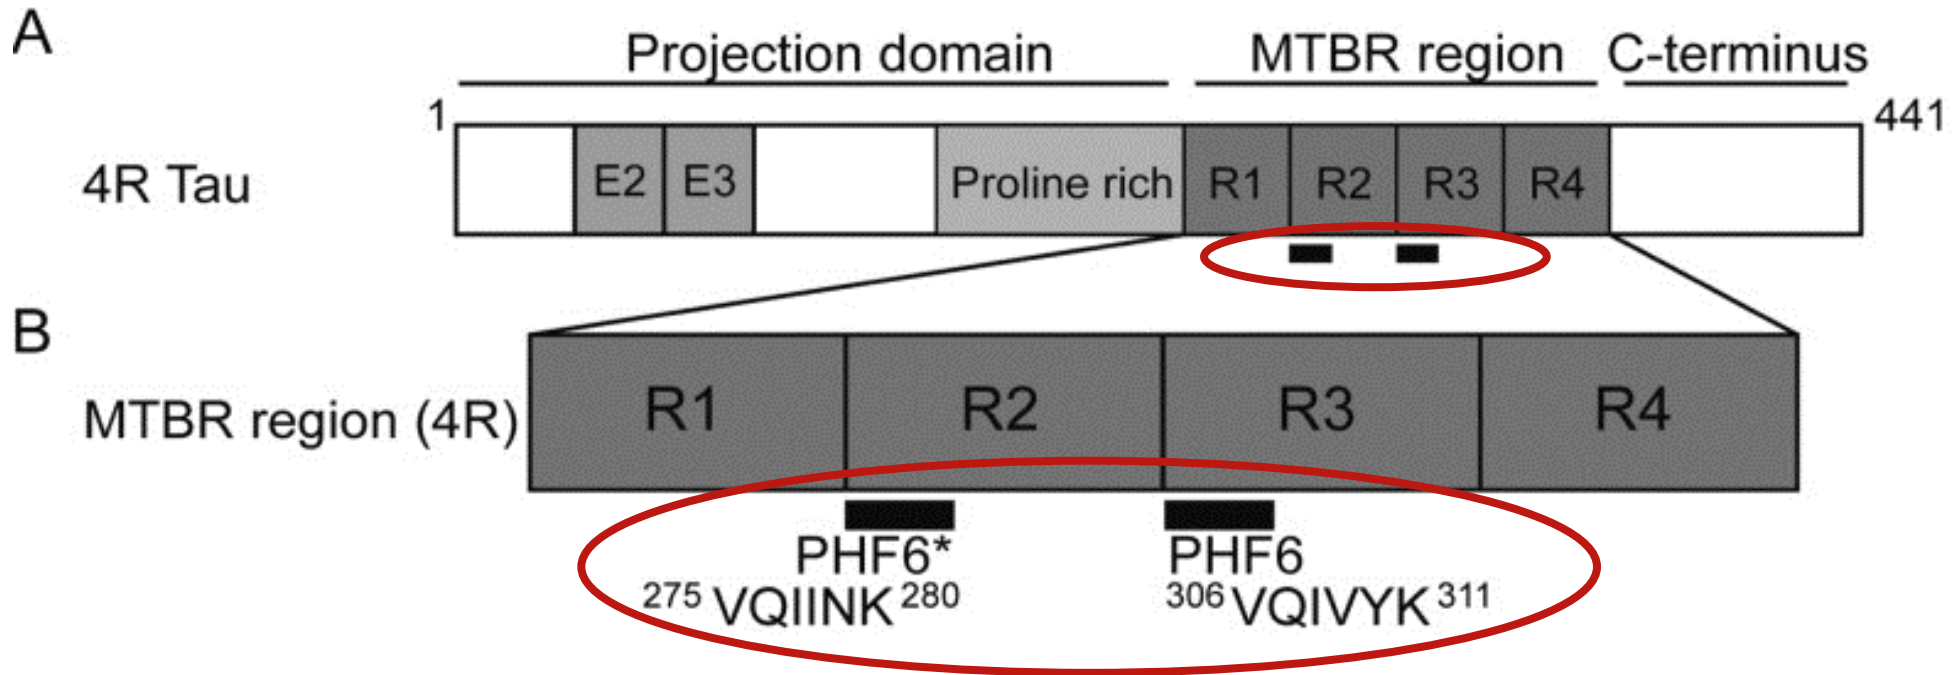 A
Projection domain MTBR region C-terminus
1 441
4R Tau E2 E3 Proline rich R1 R2 R3 R4
B
MTBR region (4R) R1 R2 R3 R4
PHF6* PHF6
275 VQIINK 280 306 VQIVYK 311